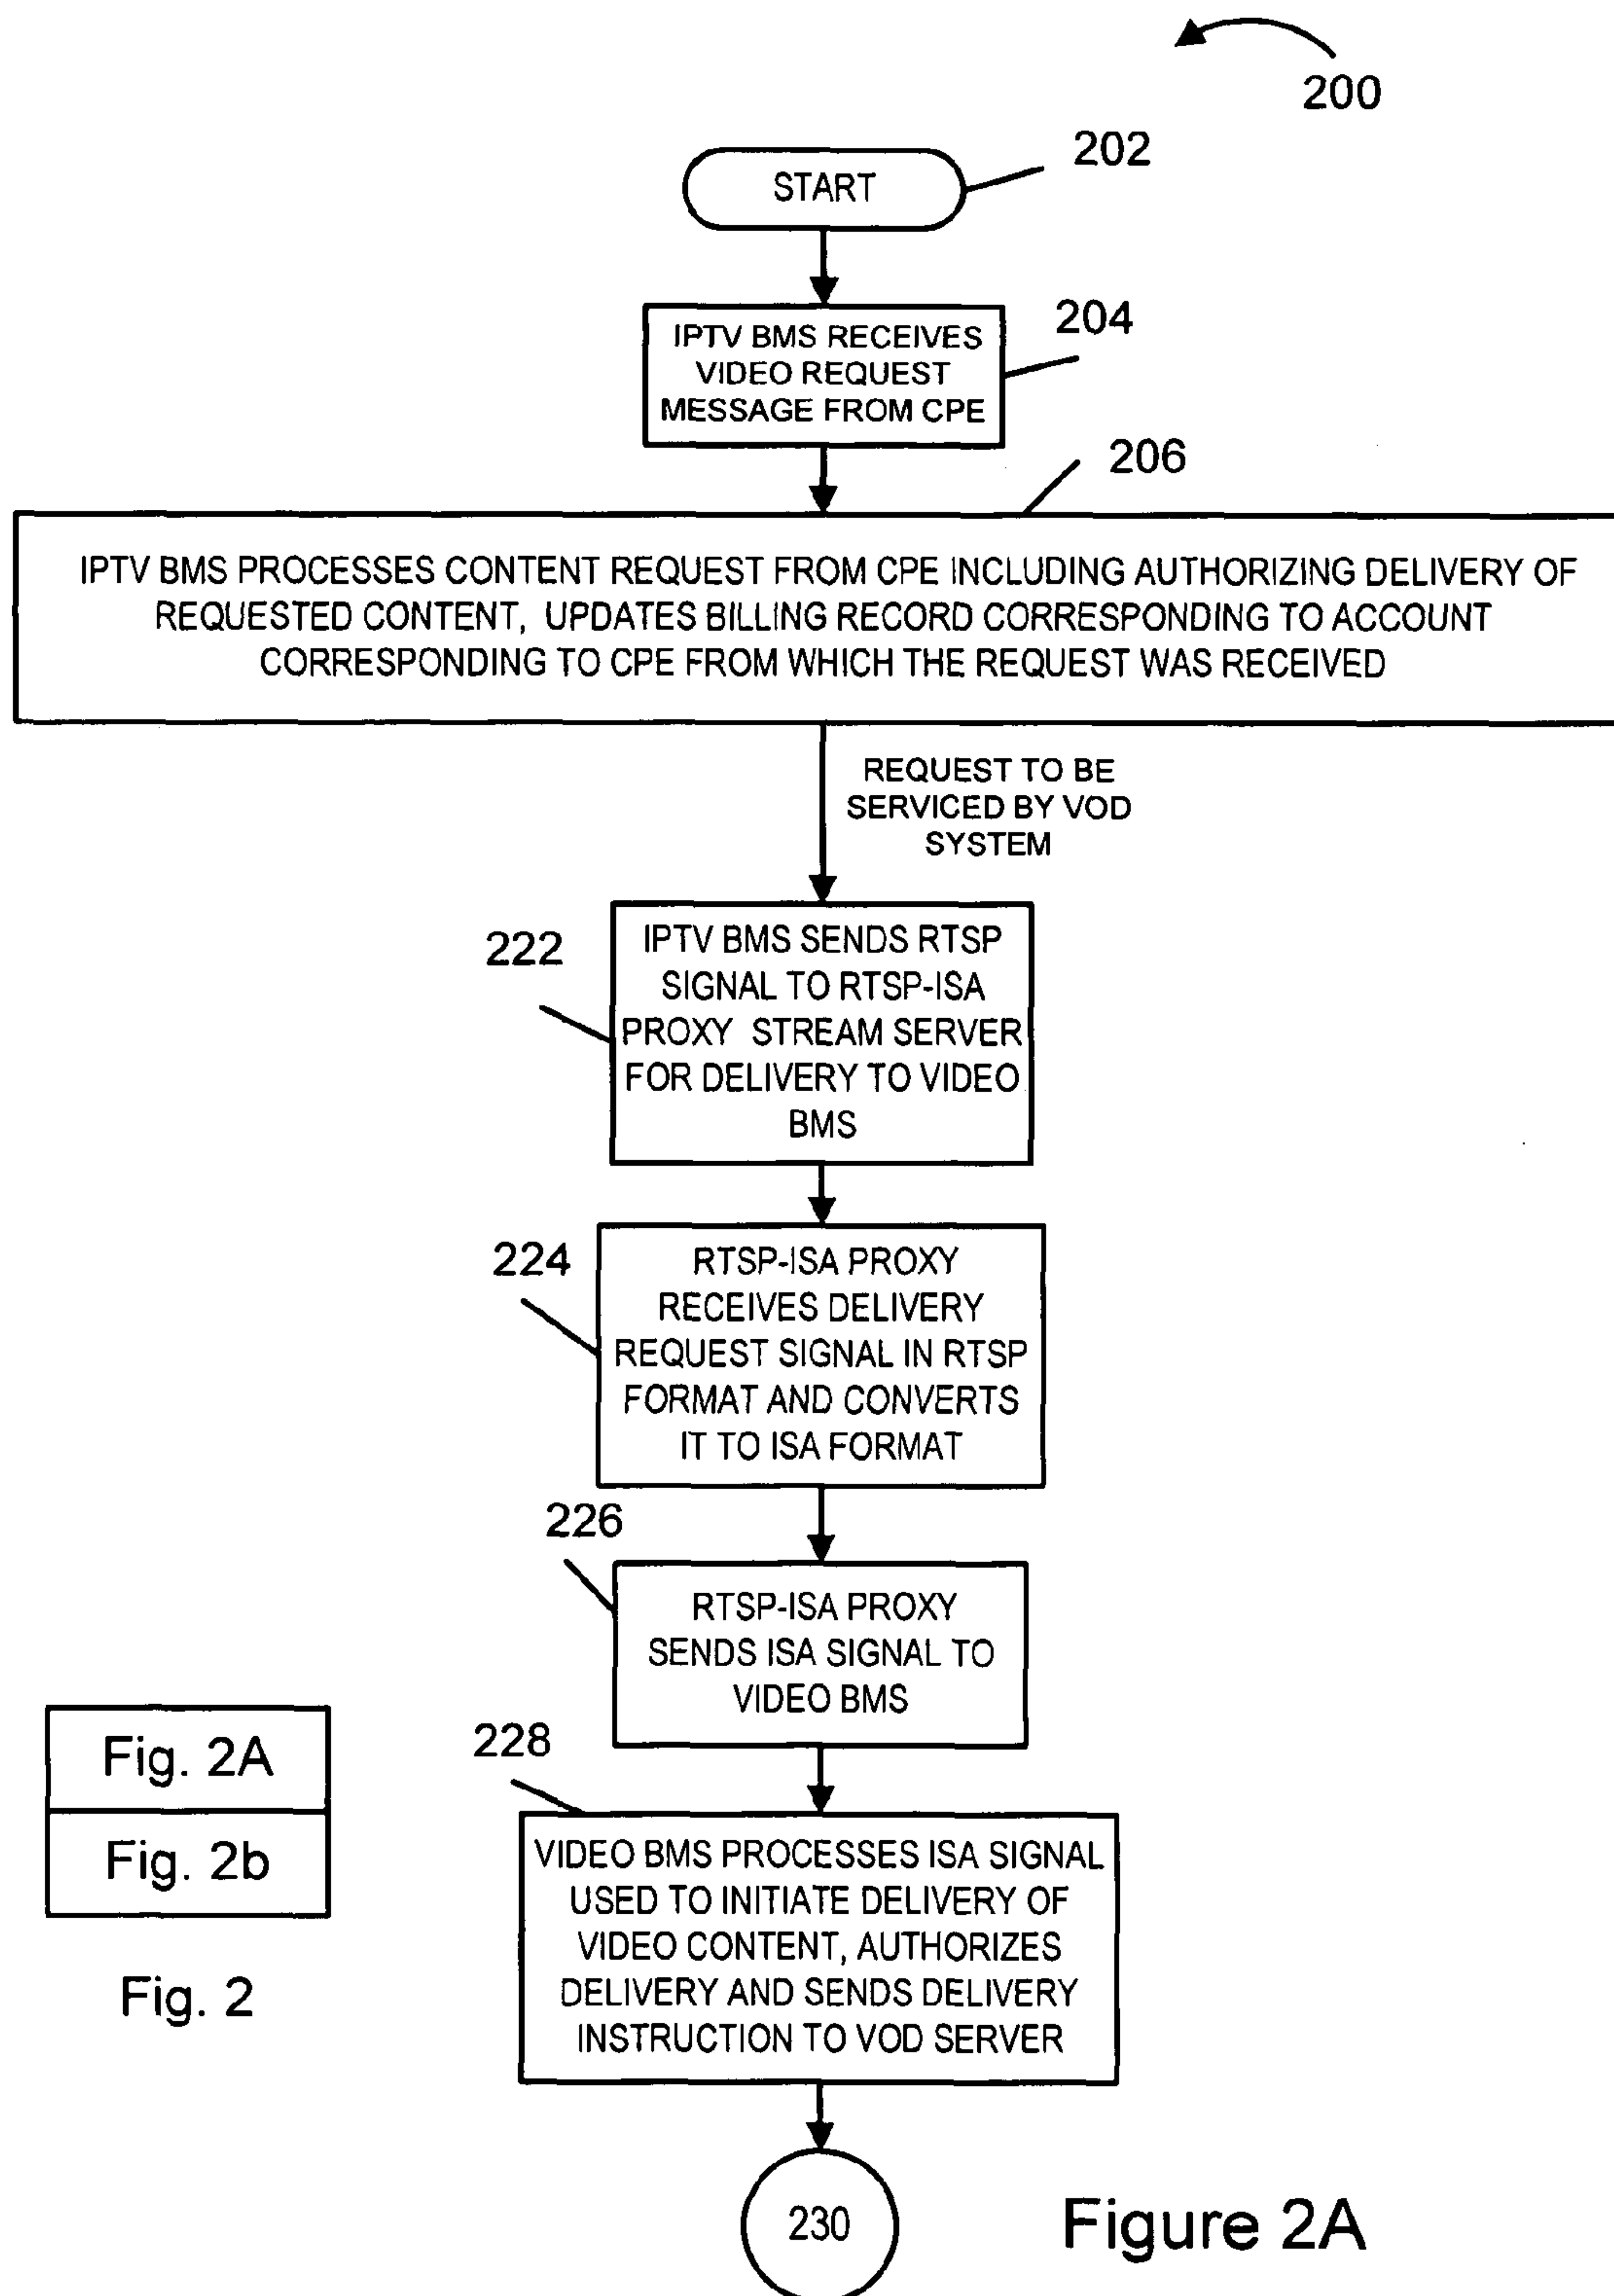 200
202
START
204
IPTV BMS RECEIVES
VIDEO REQUEST
MESSAGE FROM CPE
206
IPTV BMS PROCESSES CONTENT REQUEST FROM CPE INCLUDING AUTHORIZING DELIVERY OF
REQUESTED CONTENT, UPDATES BILLING RECORD CORRESPONDING TO ACCOUNT
CORRESPONDING TO CPE FROM WHICH THE REQUEST WAS RECEIVED
REQUEST TO BE
SERVICED BY VOD
SYSTEM
222
IPTV BMS SENDS RTSP
SIGNAL TO RTSP-ISA
PROXY STREAM SERVER
FOR DELIVERY TO VIDEO
BMS
224
RTSP-ISA PROXY
RECEIVES DELIVERY
REQUEST SIGNAL IN RTSP
FORMAT AND CONVERTS
IT TO ISA FORMAT
226
RTSP-ISA PROXY
SENDS ISA SIGNAL TO
VIDEO BMS
228
VIDEO BMS PROCESSES ISA SIGNAL
USED TO INITIATE DELIVERY OF
VIDEO CONTENT, AUTHORIZES
DELIVERY AND SENDS DELIVERY
INSTRUCTION TO VOD SERVER
Fig. 2A
Fig. 2b
Fig. 2
230
Figure 2A